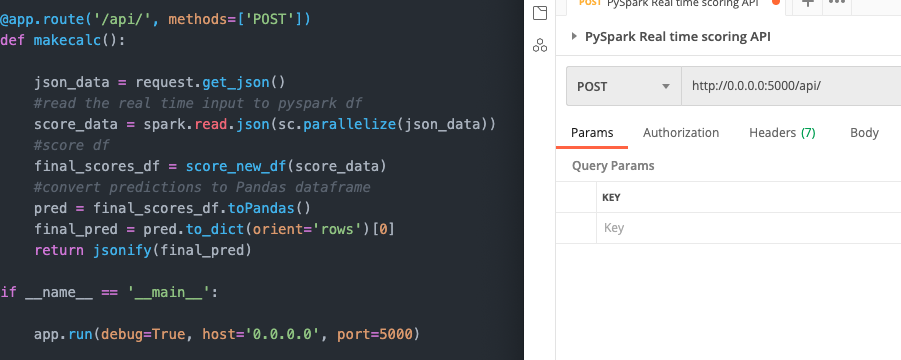 @app.route('/api/', methods=['POST'])
def makecalc():
    json_data = request.get_json()
    #read the real time input to pyspark df
    score_data = spark.read.json(sc.parallelize(json_data))
    #score df
    final_scores_df = score_new_df(score_data)
    #convert predictions to Pandas dataframe
    pred = final_scores_df.toPandas()
    final_pred = pred.to_dict(orient='rows')[0]
    return jsonify(final_pred)
if __name__ == '__main__':
    app.run(debug=True, host='0.0.0.0', port=5000)
POST PySpark Real time scoring API
PySpark Real time scoring API
POST http://0.0.0.0:5000/api/
Params Authorization Headers (7) Body
Query Params
KEY
Key